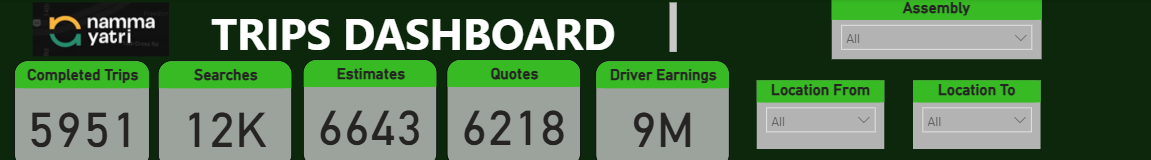 namma
yatri
TRIPS DASHBOARD
Assembly
All
Completed Trips
5951
Searches
12K
Estimates
6643
Quotes
6218
Driver Earnings
9M
Location From
All
Location To
All